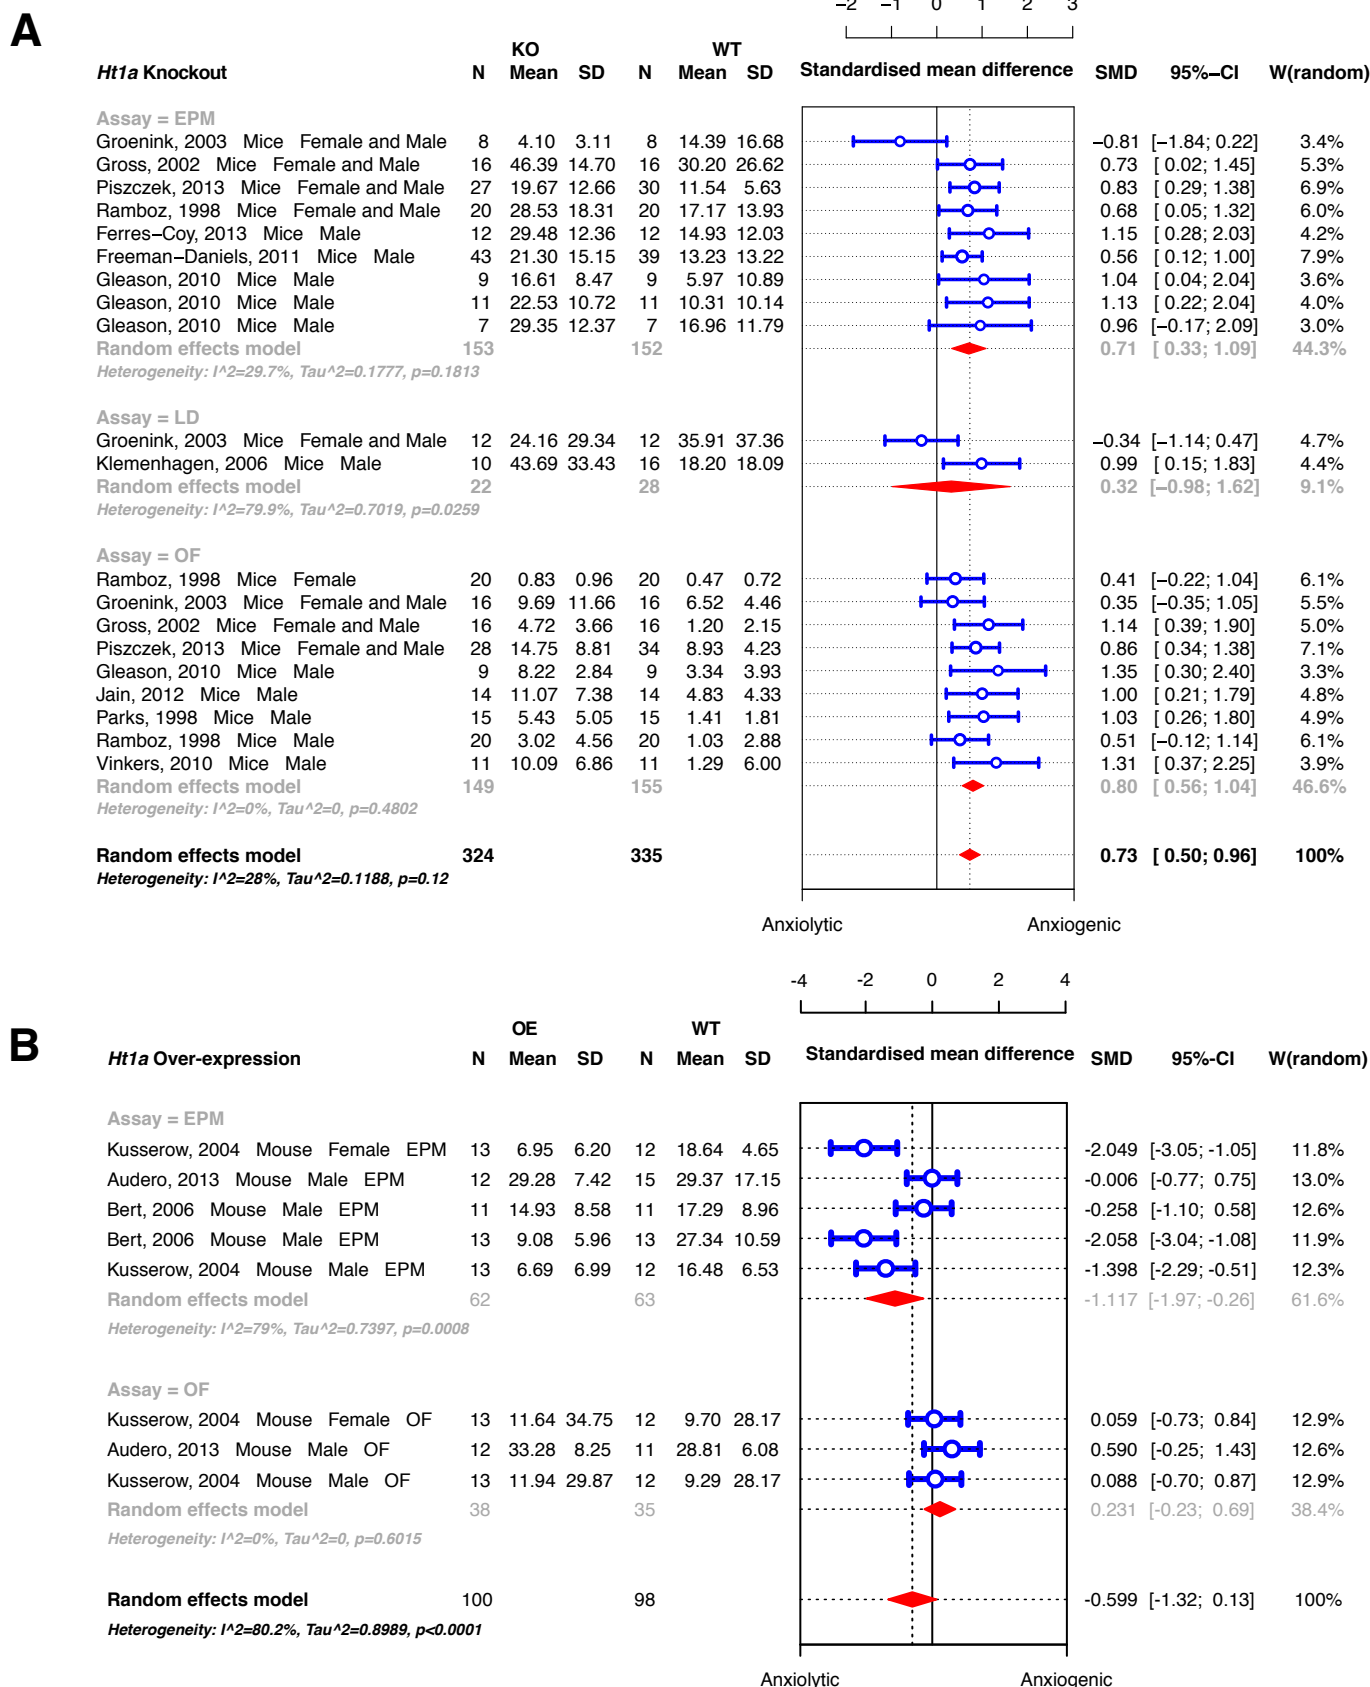 A
−2 −1 0 1 2 3
KO WT
Ht1a Knockout N Mean SD N Mean SD Standardised mean difference SMD 95%−CI W(random)
Assay = EPM
Groenink, 2003 Mice Female and Male 8 4.10 3.11 8 14.39 16.68 −0.81 [−1.84; 0.22] 3.4%
Gross, 2002 Mice Female and Male 16 46.39 14.70 16 30.20 26.62 0.73 [ 0.02; 1.45] 5.3%
Piszczek, 2013 Mice Female and Male 27 19.67 12.66 30 11.54 5.63 0.83 [ 0.29; 1.38] 6.9%
Ramboz, 1998 Mice Female and Male 20 28.53 18.31 20 17.17 13.93 0.68 [ 0.05; 1.32] 6.0%
Ferres−Coy, 2013 Mice Male 12 29.48 12.36 12 14.93 12.03 1.15 [ 0.28; 2.03] 4.2%
Freeman−Daniels, 2011 Mice Male 43 21.30 15.15 39 13.23 13.22 0.56 [ 0.12; 1.00] 7.9%
Gleason, 2010 Mice Male 9 16.61 8.47 9 5.97 10.89 1.04 [ 0.04; 2.04] 3.6%
Gleason, 2010 Mice Male 11 22.53 10.72 11 10.31 10.14 1.13 [ 0.22; 2.04] 4.0%
Gleason, 2010 Mice Male 7 29.35 12.37 7 16.96 11.79 0.96 [−0.17; 2.09] 3.0%
Random effects model 153 152 0.71 [ 0.33; 1.09] 44.3%
Heterogeneity: I^2=29.7%, Tau^2=0.1777, p=0.1813
Assay = LD
Groenink, 2003 Mice Female and Male 12 24.16 29.34 12 35.91 37.36 −0.34 [−1.14; 0.47] 4.7%
Klemenhagen, 2006 Mice Male 10 43.69 33.43 16 18.20 18.09 0.99 [ 0.15; 1.83] 4.4%
Random effects model 22 28 0.32 [−0.98; 1.62] 9.1%
Heterogeneity: I^2=79.9%, Tau^2=0.7019, p=0.0259
Assay = OF
Ramboz, 1998 Mice Female 20 0.83 0.96 20 0.47 0.72 0.41 [−0.22; 1.04] 6.1%
Groenink, 2003 Mice Female and Male 16 9.69 11.66 16 6.52 4.46 0.35 [−0.35; 1.05] 5.5%
Gross, 2002 Mice Female and Male 16 4.72 3.66 16 1.20 2.15 1.14 [ 0.39; 1.90] 5.0%
Piszczek, 2013 Mice Female and Male 28 14.75 8.81 34 8.93 4.23 0.86 [ 0.34; 1.38] 7.1%
Gleason, 2010 Mice Male 9 8.22 2.84 9 3.34 3.93 1.35 [ 0.30; 2.40] 3.3%
Jain, 2012 Mice Male 14 11.07 7.38 14 4.83 4.33 1.00 [ 0.21; 1.79] 4.8%
Parks, 1998 Mice Male 15 5.43 5.05 15 1.41 1.81 1.03 [ 0.26; 1.80] 4.9%
Ramboz, 1998 Mice Male 20 3.02 4.56 20 1.03 2.88 0.51 [−0.12; 1.14] 6.1%
Vinkers, 2010 Mice Male 11 10.09 6.86 11 1.29 6.00 1.31 [ 0.37; 2.25] 3.9%
Random effects model 149 155 0.80 [ 0.56; 1.04] 46.6%
Heterogeneity: I^2=0%, Tau^2=0, p=0.4802
Random effects model 324 335 0.73 [ 0.50; 0.96] 100%
Heterogeneity: I^2=28%, Tau^2=0.1188, p=0.12
Anxiolytic Anxiogenic
-4 -2 0 2 4
B
OE WT
Ht1a Over-expression N Mean SD N Mean SD Standardised mean difference SMD 95%-CI W(random)
Assay = EPM
Kusserow, 2004 Mouse Female EPM 13 6.95 6.20 12 18.64 4.65 -2.049 [-3.05; -1.05] 11.8%
Audero, 2013 Mouse Male EPM 12 29.28 7.42 15 29.37 17.15 -0.006 [-0.77; 0.75] 13.0%
Bert, 2006 Mouse Male EPM 11 14.93 8.58 11 17.29 8.96 -0.258 [-1.10; 0.58] 12.6%
Bert, 2006 Mouse Male EPM 13 9.08 5.96 13 27.34 10.59 -2.058 [-3.04; -1.08] 11.9%
Kusserow, 2004 Mouse Male EPM 13 6.69 6.99 12 16.48 6.53 -1.398 [-2.29; -0.51] 12.3%
Random effects model 62 63 -1.117 [-1.97; -0.26] 61.6%
Heterogeneity: I^2=79%, Tau^2=0.7397, p=0.0008
Assay = OF
Kusserow, 2004 Mouse Female OF 13 11.64 34.75 12 9.70 28.17 0.059 [-0.73; 0.84] 12.9%
Audero, 2013 Mouse Male OF 12 33.28 8.25 11 28.81 6.08 0.590 [-0.25; 1.43] 12.6%
Kusserow, 2004 Mouse Male OF 13 11.94 29.87 12 9.29 28.17 0.088 [-0.70; 0.87] 12.9%
Random effects model 38 35 0.231 [-0.23; 0.69] 38.4%
Heterogeneity: I^2=0%, Tau^2=0, p=0.6015
Random effects model 100 98 -0.599 [-1.32; 0.13] 100%
Heterogeneity: I^2=80.2%, Tau^2=0.8989, p<0.0001
Anxiolytic Anxiogenic